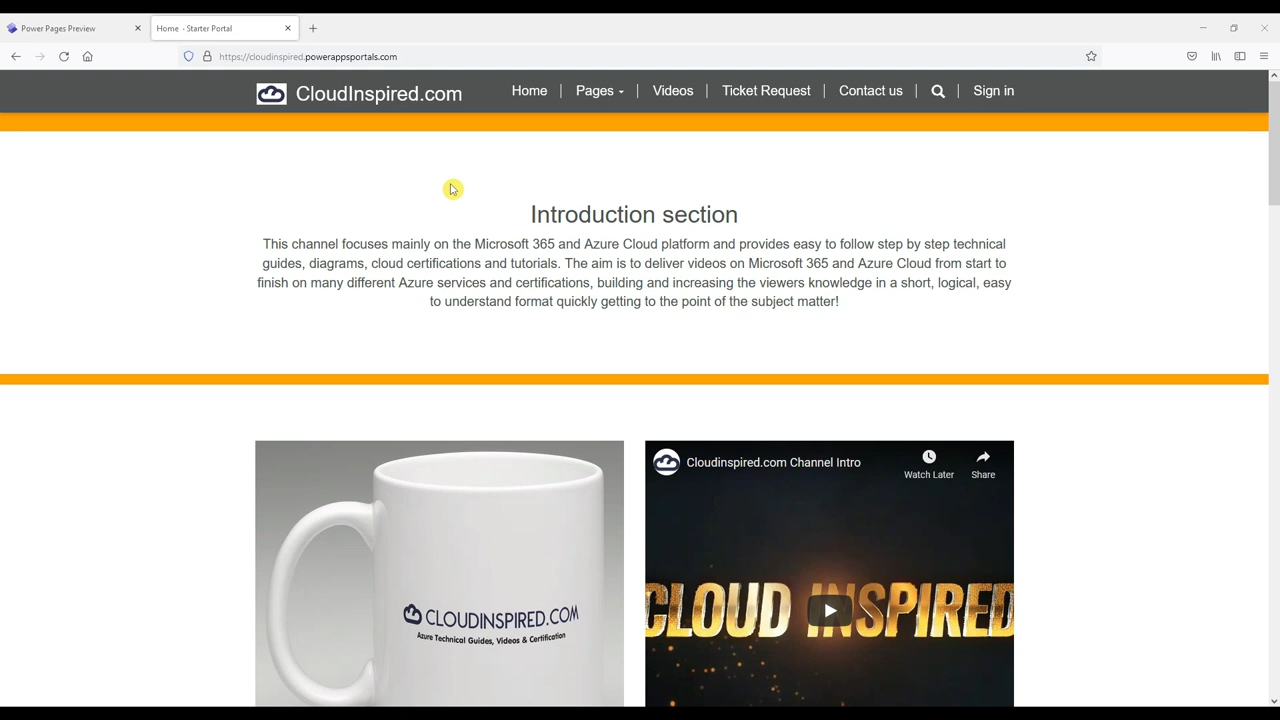 Power Pages Preview
Home - Starter Portal
https://cloudinspired.powerappsportals.com
CloudInspired.com
Home
Pages
Videos
Ticket Request
Contact us
Sign in
Introduction section
This channel focuses mainly on the Microsoft 365 and Azure Cloud platform and provides easy to follow step by step technical
guides, diagrams, cloud certifications and tutorials. The aim is to deliver videos on Microsoft 365 and Azure Cloud from start to
finish on many different Azure services and certifications, building and increasing the viewers knowledge in a short, logical, easy
to understand format quickly getting to the point of the subject matter!
CLOUDINSPIRED.COM
Azure Technical Guides, Videos & Certification
Cloudinspired.com Channel Intro
Watch Later
Share
CLOUD INSPIRED